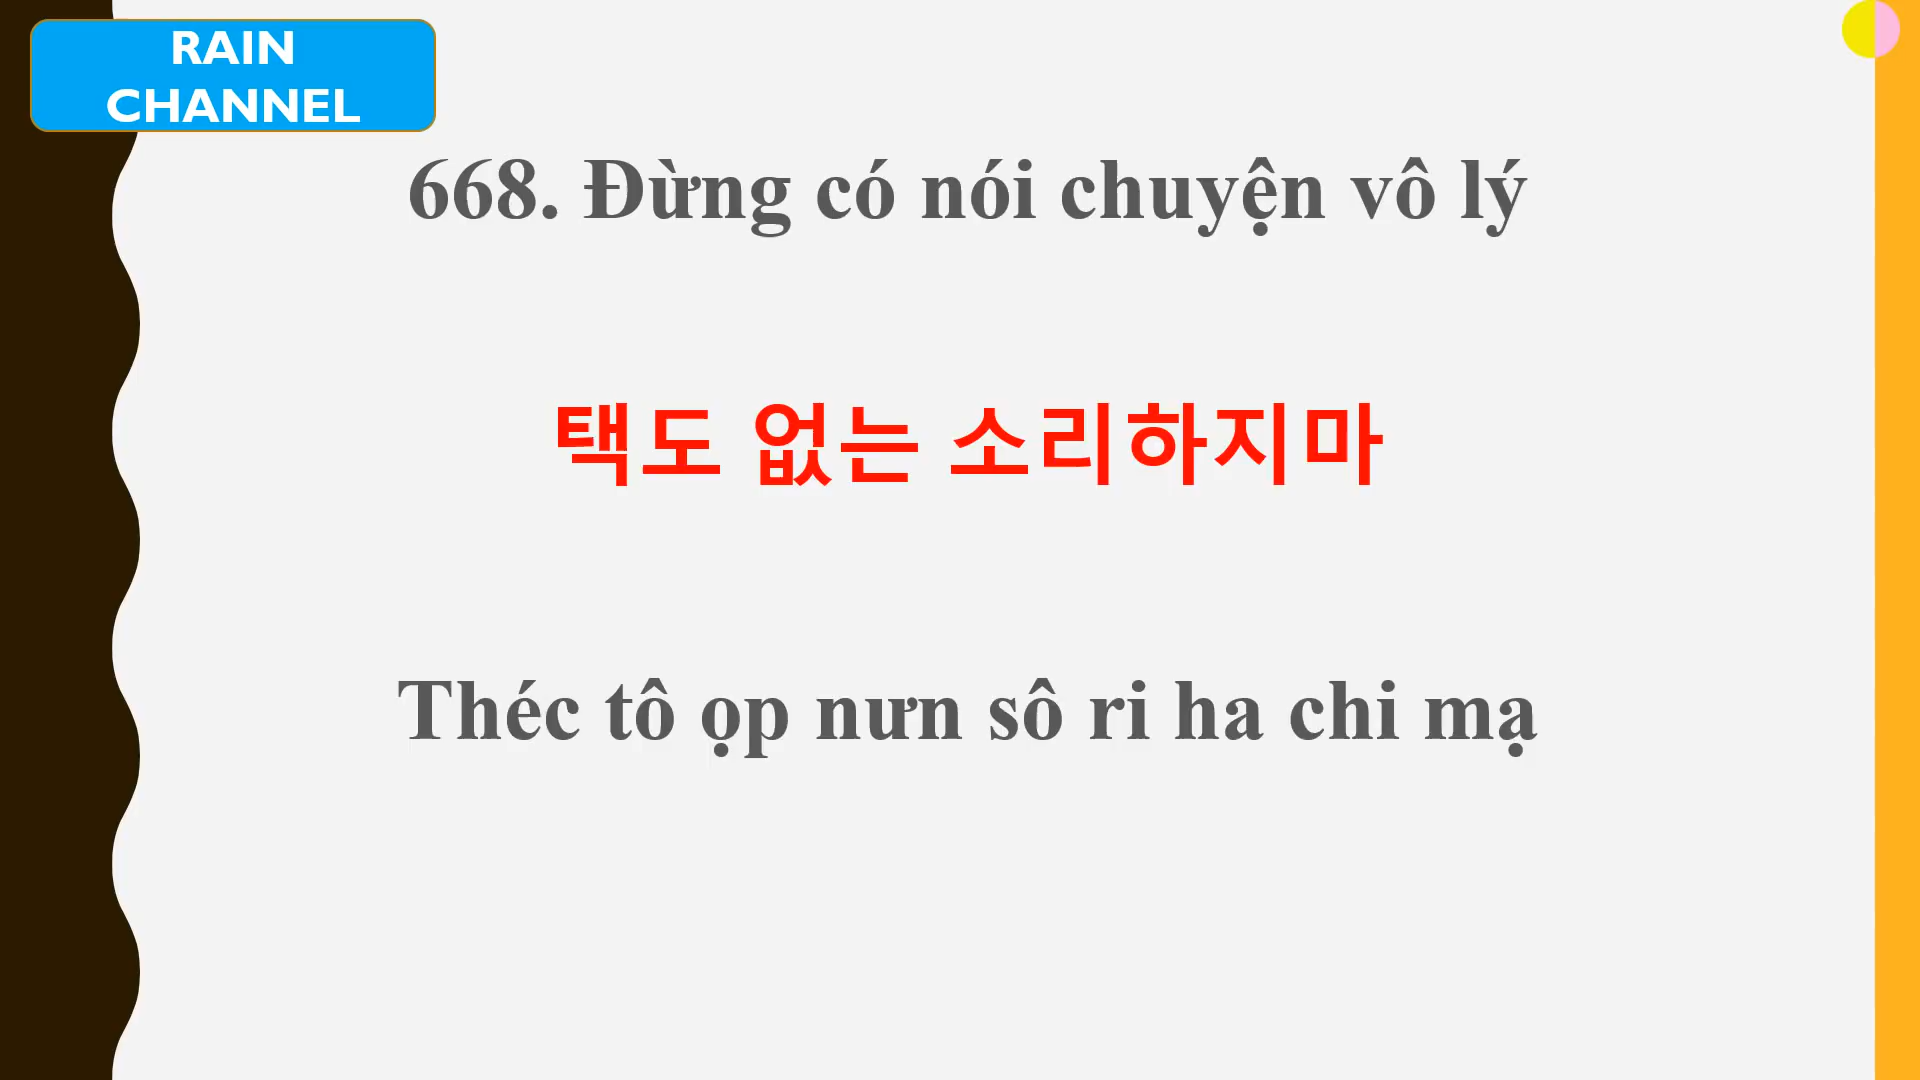 RAIN
CHANNEL
668. Đừng có nói chuyện vô lý
택도 없는 소리하지마
Théc tô ọp nưn sô ri ha chi mạ